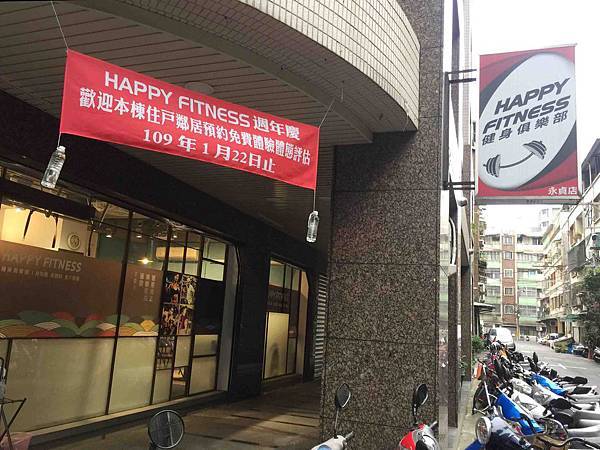 HAPPY FITNESS 週年慶
歡迎本棟住戶鄰居預約免費體驗體態評估
109 年 1 月22日止
HAPPY
FITNESS
健身俱樂部
永貞店
HAPPY FITNESS
HAPPY FITN